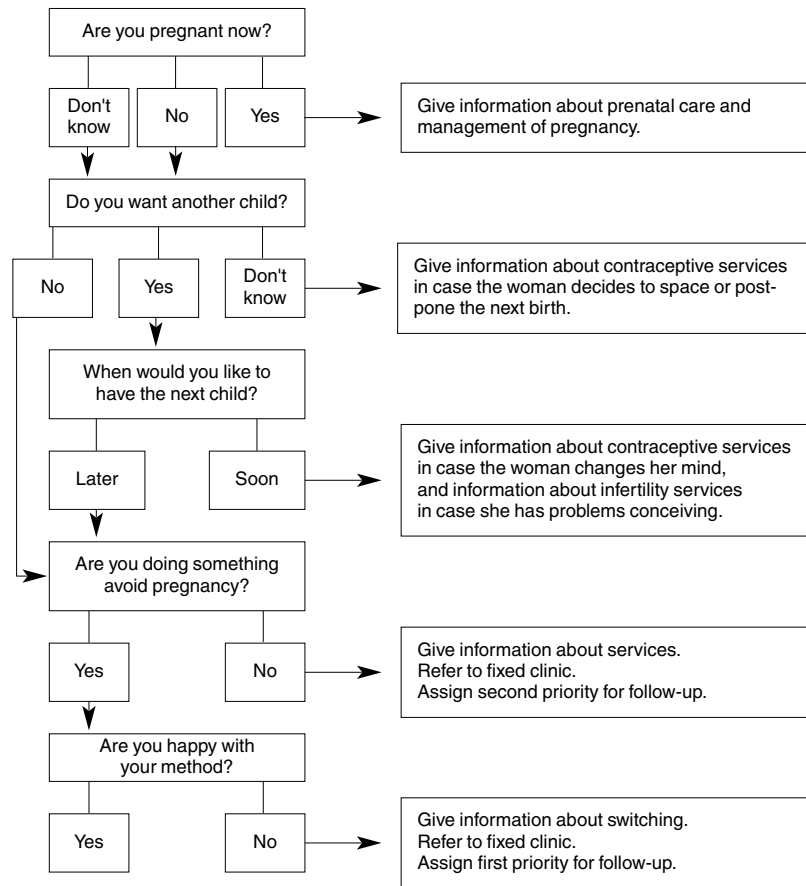 Are you pregnant now?
Don't
know
No
Yes
Give information about prenatal care and
management of pregnancy.
Do you want another child?
No
Yes
Don't
know
Give information about contraceptive services
in case the woman decides to space or post-
pone the next birth.
When would you like to
have the next child?
Later
Soon
Give information about contraceptive services
in case the woman changes her mind,
and information about infertility services
in case she has problems conceiving.
Are you doing something
avoid pregnancy?
Yes
No
Give information about services.
Refer to fixed clinic.
Assign second priority for follow-up.
Are you happy with
your method?
Yes
No
Give information about switching.
Refer to fixed clinic.
Assign first priority for follow-up.